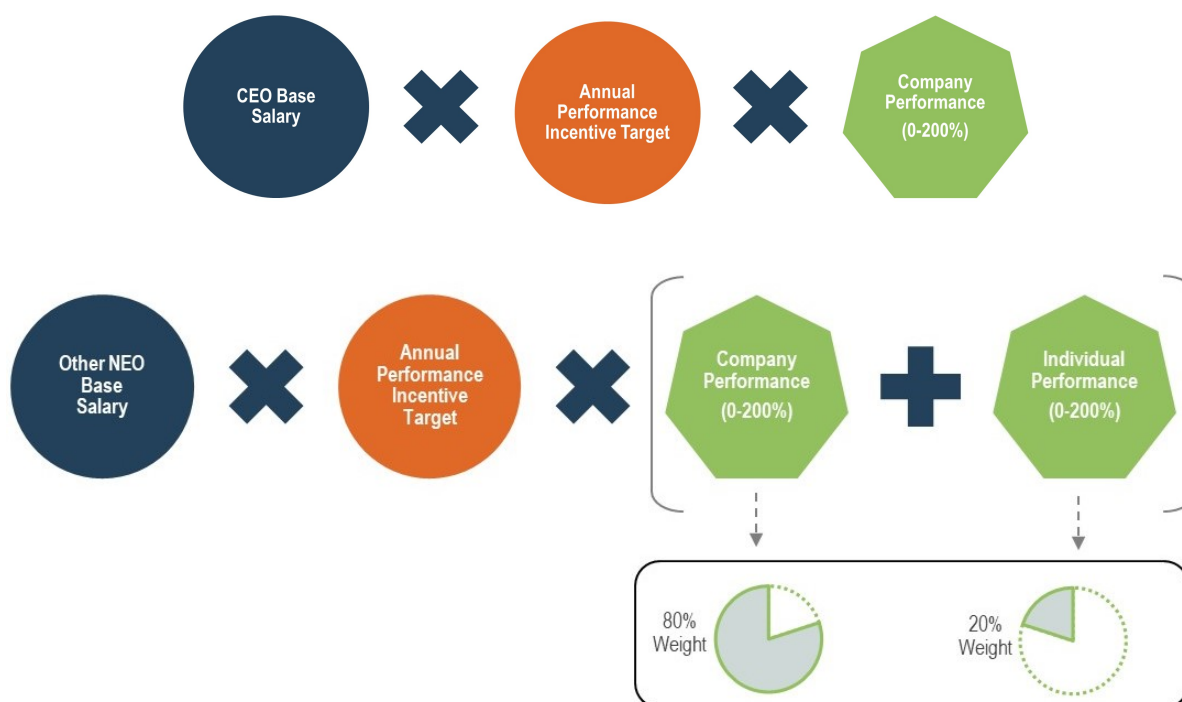 CEO Base
Salary
Annual
Performance
Incentive Target
Company
Performance
(0-200%)
Other NEO
Base
Salary
Annual
Performance
Incentive
Target
Company
Performance
(0-200%)
Individual
Performance
(0-200%)
80%
Weight
20%
Weight